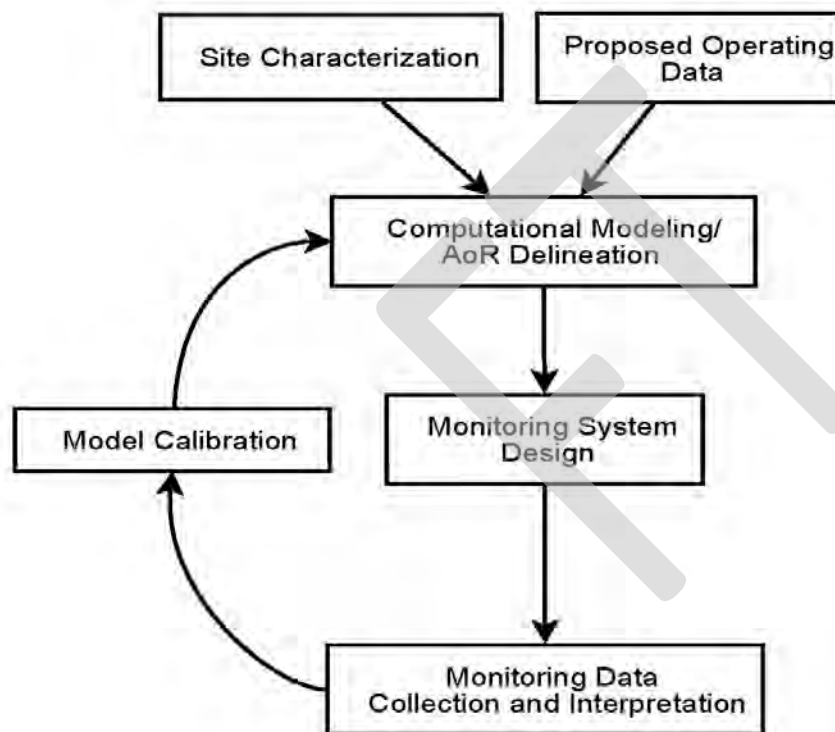 Site Characterization
Proposed Operating
Data
Computational Modeling/
AoR Delineation
Model Calibration
Monitoring System
Design
Monitoring Data
Collection and Interpretation